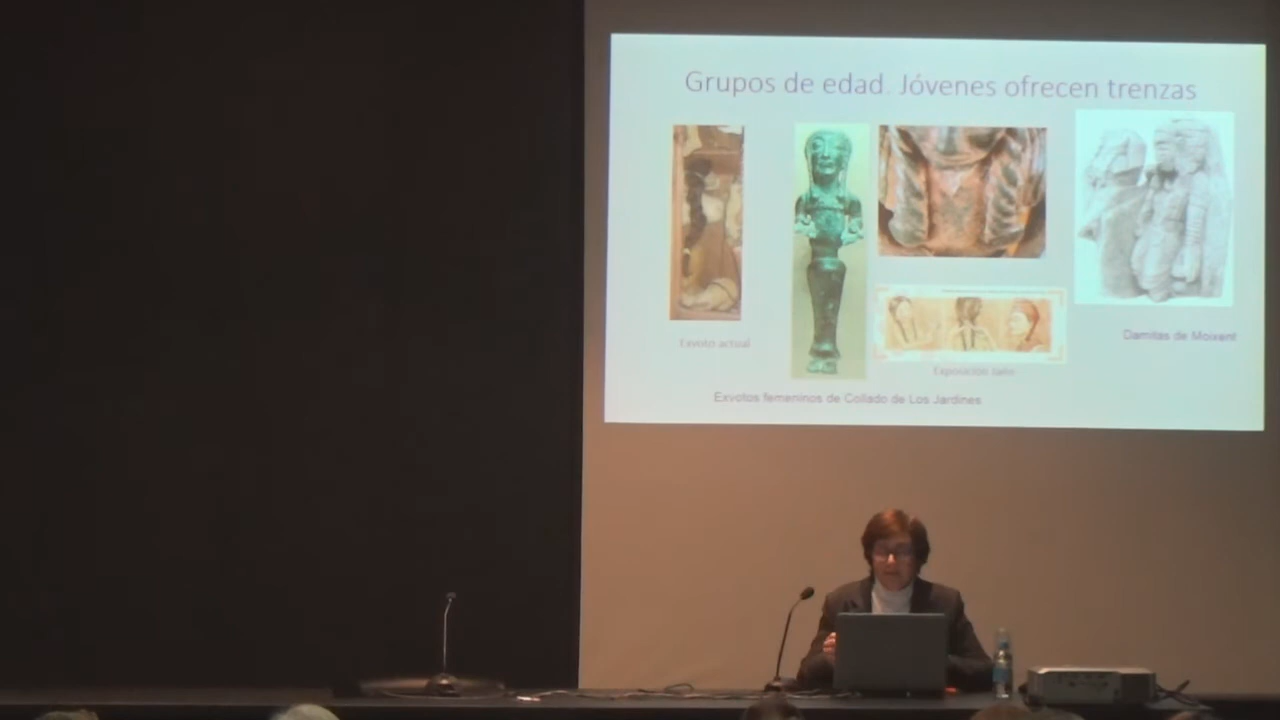 Grupos de edad. Jóvenes ofrecen trenzas
Exvoto actual
Damitas de Moixent
Exposición Jaén
Exvotos femeninos de Collado de Los Jardines